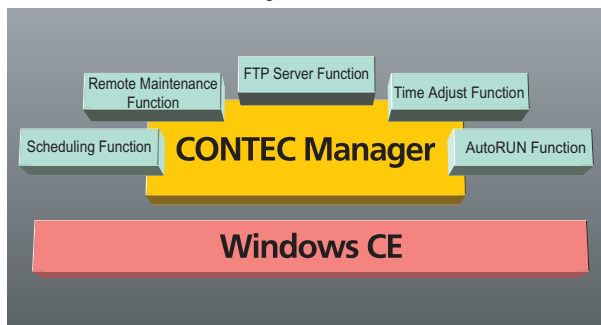 FTP Server Function
Remote Maintenance
Function
Time Adjust Function
Scheduling Function
CONTEC Manager
AutoRUN Function
Windows CE